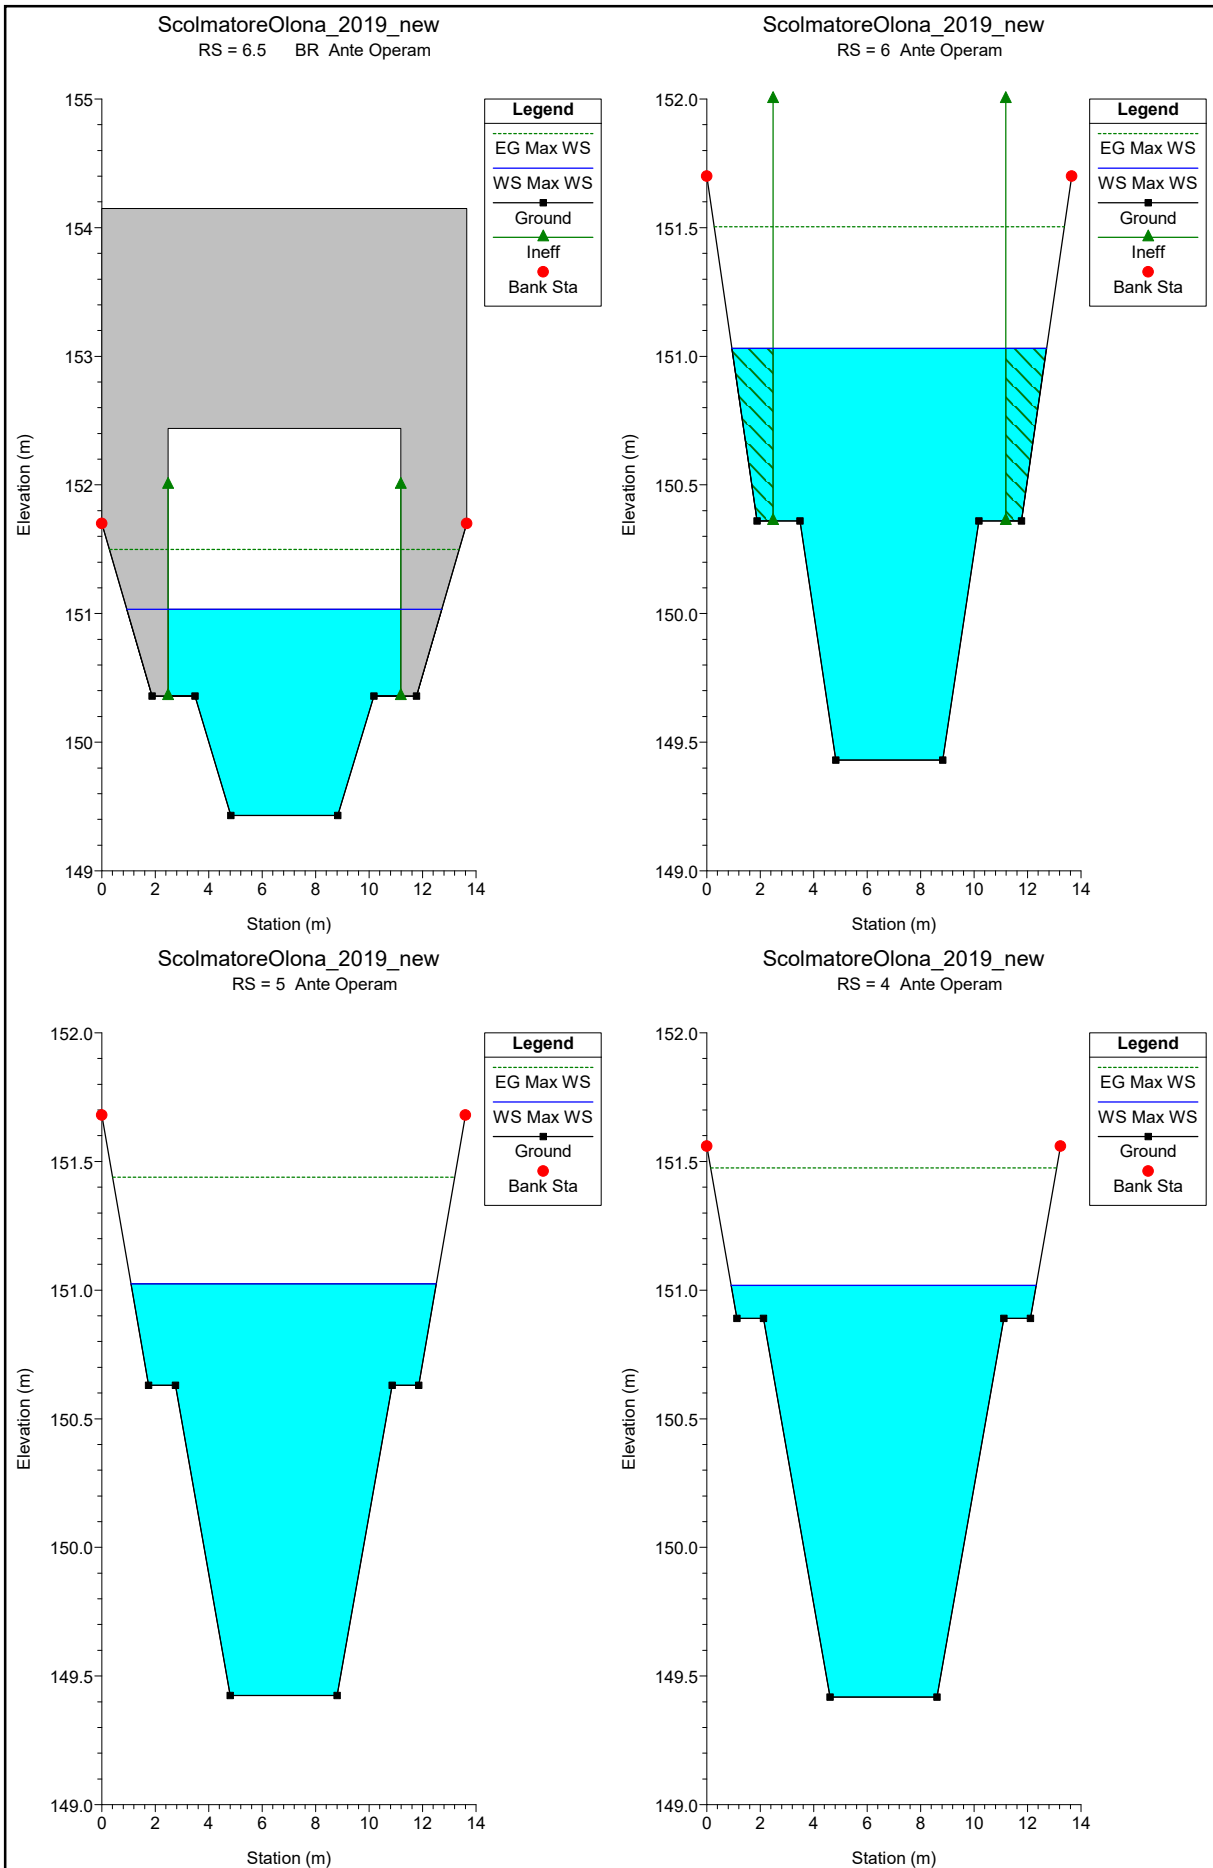 ScolmatoreOlona_2019_new
RS = 6.5 BR Ante Operam
155
154
153
152
151
150
149
0 2 4 6 8 10 12 14
Elevation (m)
Station (m)
Legend
EG Max WS
WS Max WS
Ground
Ineff
Bank Sta
ScolmatoreOlona_2019_new
RS = 6 Ante Operam
152.0
151.5
151.0
150.5
150.0
149.5
149.0
0 2 4 6 8 10 12 14
Elevation (m)
Station (m)
Legend
EG Max WS
WS Max WS
Ground
Ineff
Bank Sta
ScolmatoreOlona_2019_new
RS = 5 Ante Operam
152.0
151.5
151.0
150.5
150.0
149.5
149.0
0 2 4 6 8 10 12 14
Elevation (m)
Station (m)
Legend
EG Max WS
WS Max WS
Ground
Bank Sta
ScolmatoreOlona_2019_new
RS = 4 Ante Operam
152.0
151.5
151.0
150.5
150.0
149.5
149.0
0 2 4 6 8 10 12 14
Elevation (m)
Station (m)
Legend
EG Max WS
WS Max WS
Ground
Bank Sta